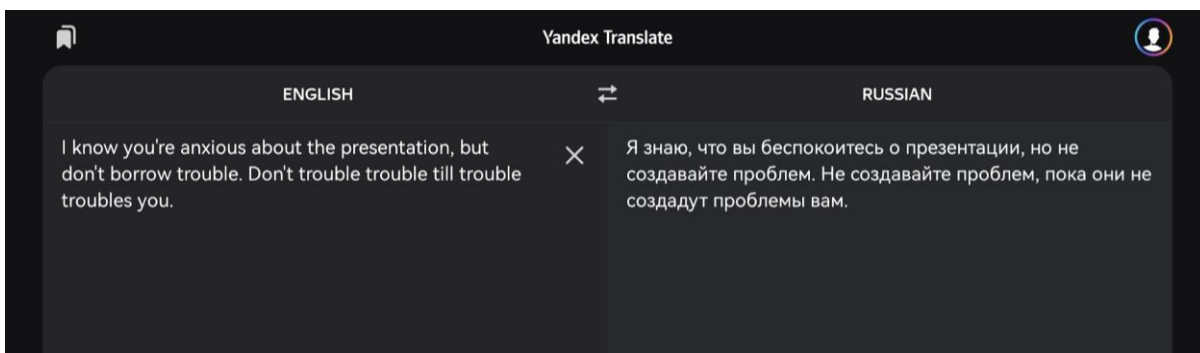 Yandex Translate
ENGLISH
RUSSIAN
I know you're anxious about the presentation, but
don't borrow trouble. Don't trouble trouble till trouble
troubles you.
Я знаю, что вы беспокоитесь о презентации, но не
создавайте проблем. Не создавайте проблем, пока они не
создадут проблемы вам.